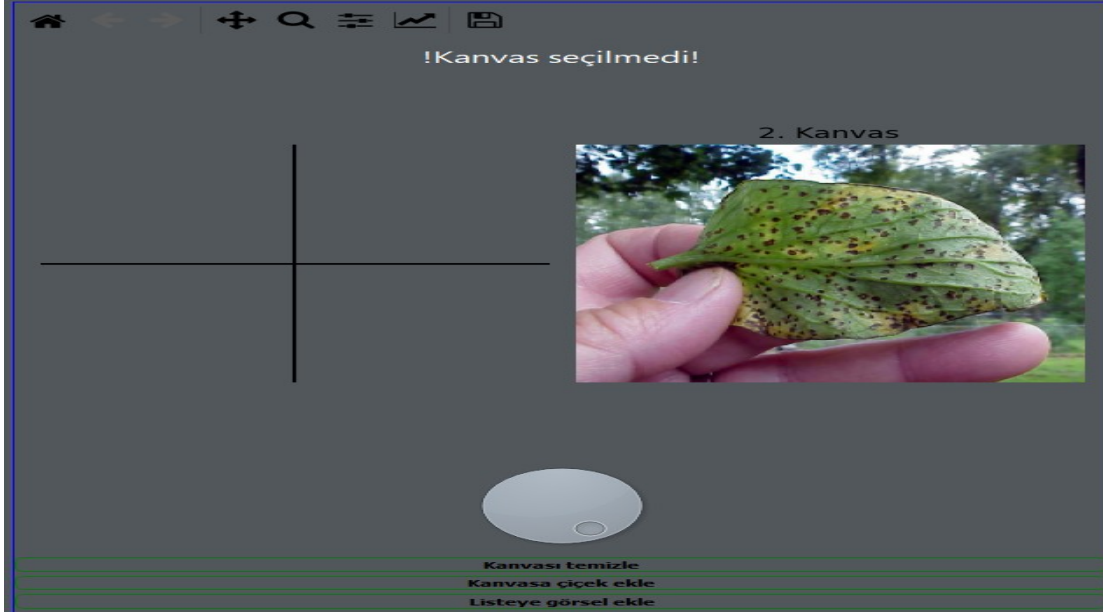 !Kanvas seçilmedi!
2. Kanvas
Kanvası temizle
Kanvasa çiçek ekle
Listeye görsel ekle